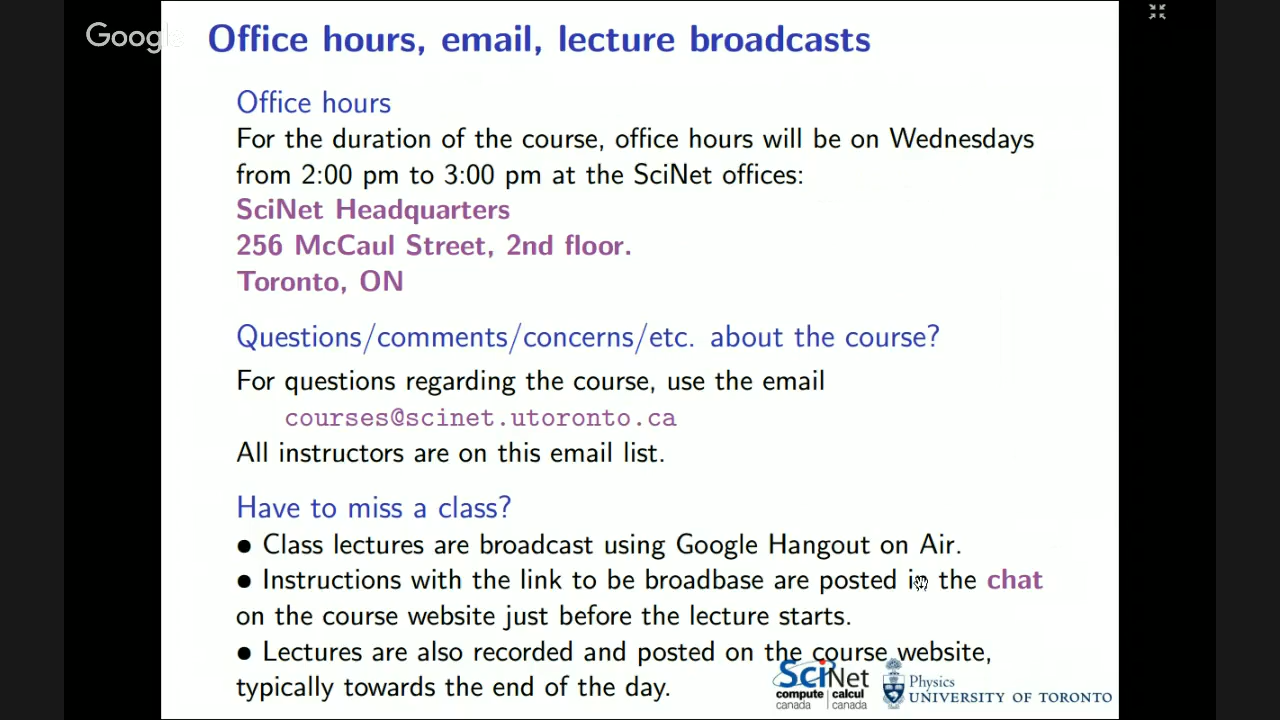 Google
Office hours, email, lecture broadcasts
Office hours
For the duration of the course, office hours will be on Wednesdays
from 2:00 pm to 3:00 pm at the SciNet offices:
SciNet Headquarters
256 McCaul Street, 2nd floor.
Toronto, ON
Questions/comments/concerns/etc. about the course?
For questions regarding the course, use the email
courses@scinet.utoronto.ca
All instructors are on this email list.
Have to miss a class?
● Class lectures are broadcast using Google Hangout on Air.
● Instructions with the link to be broadbase are posted in the chat
on the course website just before the lecture starts.
● Lectures are also recorded and posted on the course website,
typically towards the end of the day.
SciNet
compute | calcul
canada | canada
Physics
UNIVERSITY OF TORONTO